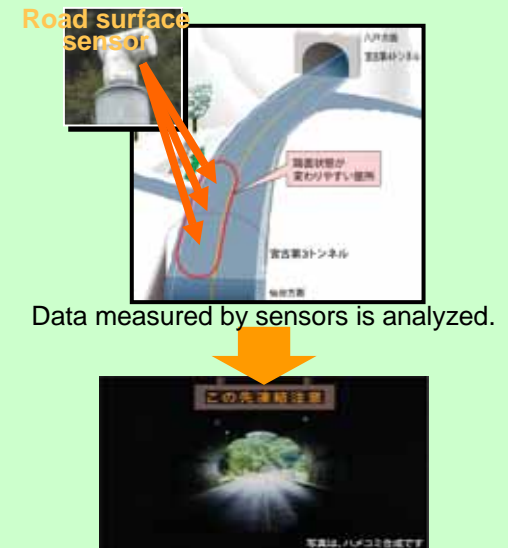 Road surface
sensor
八戸方面
宮古第4トンネル
路面状態が
変わりやすい箇所
宮古第3トンネル
仙台方面
Data measured by sensors is analyzed.
この先凍結注意
写真は、ハメコミ合成です